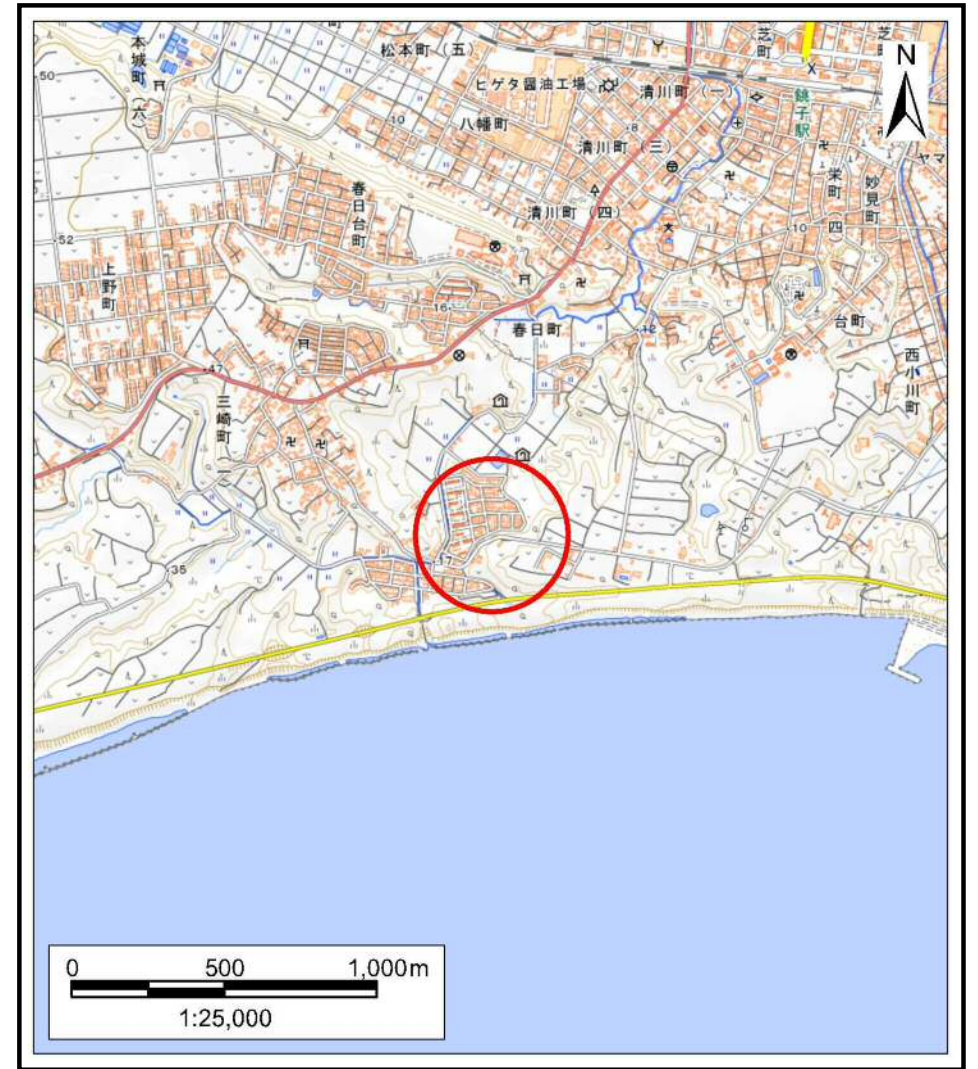 本城町(六)
松本町(五)
芝町
N
50
ヒゲタ醤油工場
清川町(一)
銚子駅
10
八幡町
8
清川町(三)
ヤマ
春日台町
栄町(四)
妙見町
清川町(四)
52
10
上野町
16
春日町
12
台町
47
西小川町
三崎町(一)
17
35
0 500 1,000m
1:25,000